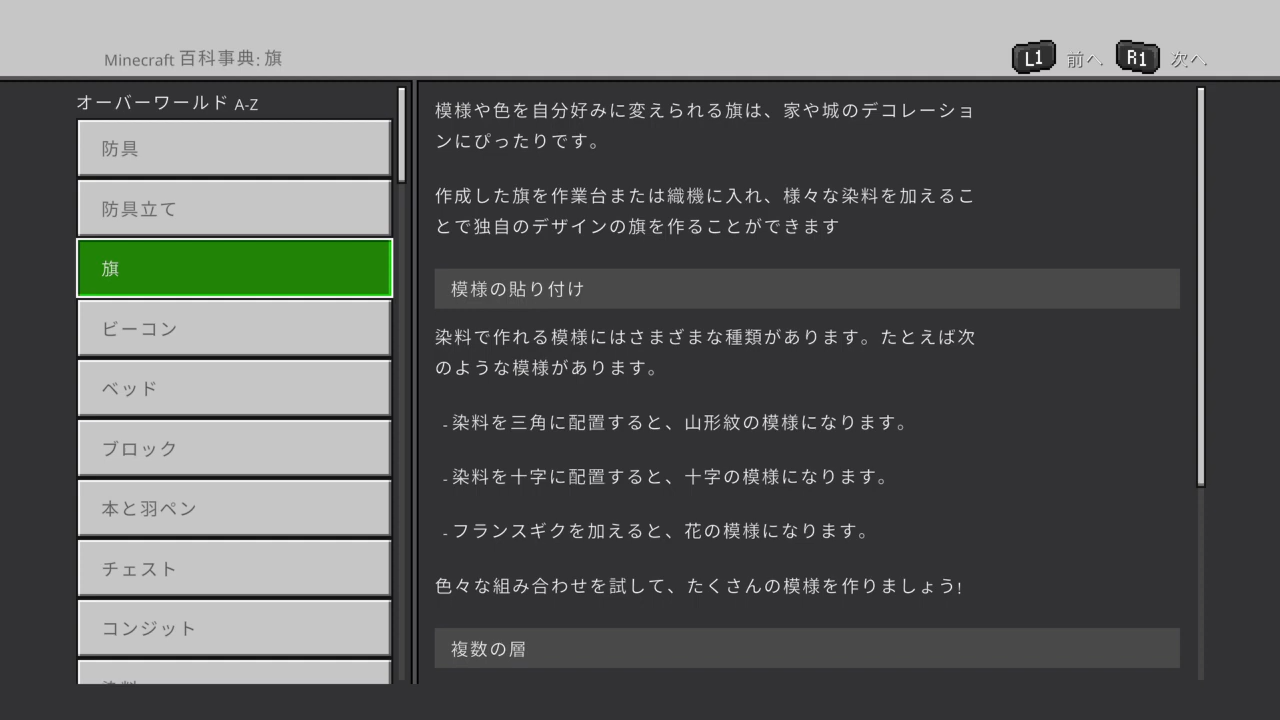 Minecraft 百科事典: 旗
L1 前へ R1 次へ
オーバーワールド A-Z
防具
防具立て
旗
ビーコン
ベッド
ブロック
本と羽ペン
チェスト
コンジット
模様や色を自分好みに変えられる旗は、家や城のデコレーショ
ンにぴったりです。
作成した旗を作業台または織機に入れ、様々な染料を加えるこ
とで独自のデザインの旗を作ることができます
模様の貼り付け
染料で作れる模様にはさまざまな種類があります。たとえば次
のような模様があります。
- 染料を三角に配置すると、山形紋の模様になります。
- 染料を十字に配置すると、十字の模様になります。
- フランスギクを加えると、花の模様になります。
色々な組み合わせを試して、たくさんの模様を作りましょう!
複数の層